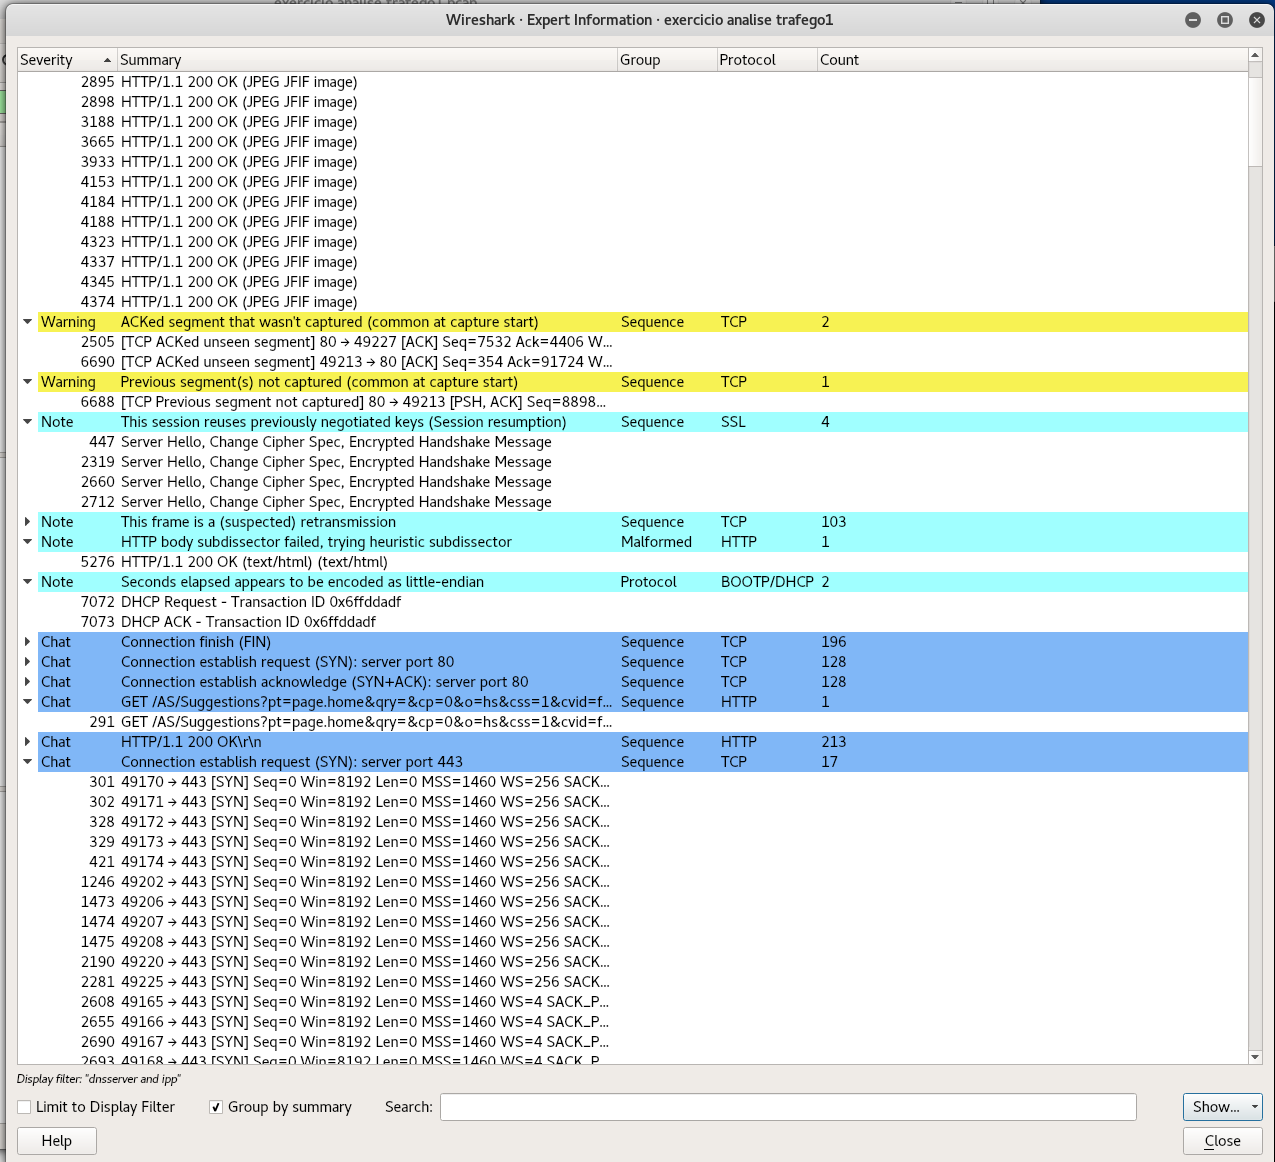 Wireshark · Expert Information · exercicio analise trafego1
Severity Summary Group Protocol Count
2895 HTTP/1.1 200 OK (JPEG JFIF image)
2898 HTTP/1.1 200 OK (JPEG JFIF image)
3188 HTTP/1.1 200 OK (JPEG JFIF image)
3665 HTTP/1.1 200 OK (JPEG JFIF image)
3933 HTTP/1.1 200 OK (JPEG JFIF image)
4153 HTTP/1.1 200 OK (JPEG JFIF image)
4184 HTTP/1.1 200 OK (JPEG JFIF image)
4188 HTTP/1.1 200 OK (JPEG JFIF image)
4323 HTTP/1.1 200 OK (JPEG JFIF image)
4337 HTTP/1.1 200 OK (JPEG JFIF image)
4345 HTTP/1.1 200 OK (JPEG JFIF image)
4374 HTTP/1.1 200 OK (JPEG JFIF image)
Warning ACKed segment that wasn't captured (common at capture start) Sequence TCP 2
2505 [TCP ACKed unseen segment] 80 → 49227 [ACK] Seq=7532 Ack=4406 W...
6690 [TCP ACKed unseen segment] 49213 → 80 [ACK] Seq=354 Ack=91724 W...
Warning Previous segment(s) not captured (common at capture start) Sequence TCP 1
6688 [TCP Previous segment not captured] 80 → 49213 [PSH, ACK] Seq=8898...
Note This session reuses previously negotiated keys (Session resumption) Sequence SSL 4
447 Server Hello, Change Cipher Spec, Encrypted Handshake Message
2319 Server Hello, Change Cipher Spec, Encrypted Handshake Message
2660 Server Hello, Change Cipher Spec, Encrypted Handshake Message
2712 Server Hello, Change Cipher Spec, Encrypted Handshake Message
Note This frame is a (suspected) retransmission Sequence TCP 103
Note HTTP body subdissector failed, trying heuristic subdissector Malformed HTTP 1
5276 HTTP/1.1 200 OK (text/html) (text/html)
Note Seconds elapsed appears to be encoded as little-endian Protocol BOOTP/DHCP 2
7072 DHCP Request - Transaction ID 0x6ffddadf
7073 DHCP ACK - Transaction ID 0x6ffddadf
Chat Connection finish (FIN) Sequence TCP 196
Chat Connection establish request (SYN): server port 80 Sequence TCP 128
Chat Connection establish acknowledge (SYN+ACK): server port 80 Sequence TCP 128
Chat GET /AS/Suggestions?pt=page.home&qry=&cp=0&o=hs&css=1&cvid=f... Sequence HTTP 1
291 GET /AS/Suggestions?pt=page.home&qry=&cp=0&o=hs&css=1&cvid=f...
Chat HTTP/1.1 200 OK\r\n Sequence HTTP 213
Chat Connection establish request (SYN): server port 443 Sequence TCP 17
301 49170 → 443 [SYN] Seq=0 Win=8192 Len=0 MSS=1460 WS=256 SACK...
302 49171 → 443 [SYN] Seq=0 Win=8192 Len=0 MSS=1460 WS=256 SACK...
328 49172 → 443 [SYN] Seq=0 Win=8192 Len=0 MSS=1460 WS=256 SACK...
329 49173 → 443 [SYN] Seq=0 Win=8192 Len=0 MSS=1460 WS=256 SACK...
421 49174 → 443 [SYN] Seq=0 Win=8192 Len=0 MSS=1460 WS=256 SACK...
1246 49202 → 443 [SYN] Seq=0 Win=8192 Len=0 MSS=1460 WS=256 SACK...
1473 49206 → 443 [SYN] Seq=0 Win=8192 Len=0 MSS=1460 WS=256 SACK...
1474 49207 → 443 [SYN] Seq=0 Win=8192 Len=0 MSS=1460 WS=256 SACK...
1475 49208 → 443 [SYN] Seq=0 Win=8192 Len=0 MSS=1460 WS=256 SACK...
2190 49220 → 443 [SYN] Seq=0 Win=8192 Len=0 MSS=1460 WS=256 SACK...
2281 49225 → 443 [SYN] Seq=0 Win=8192 Len=0 MSS=1460 WS=256 SACK...
2608 49165 → 443 [SYN] Seq=0 Win=8192 Len=0 MSS=1460 WS=4 SACK_P...
2655 49166 → 443 [SYN] Seq=0 Win=8192 Len=0 MSS=1460 WS=4 SACK_P...
2690 49167 → 443 [SYN] Seq=0 Win=8192 Len=0 MSS=1460 WS=4 SACK_P...
2693 49168 → 443 [SYN] Seq=0 Win=8192 Len=0 MSS=1460 WS=4 SACK_P...
Display filter: "dnsserver and ipp"
Limit to Display Filter Group by summary Search: Show...
Help Close